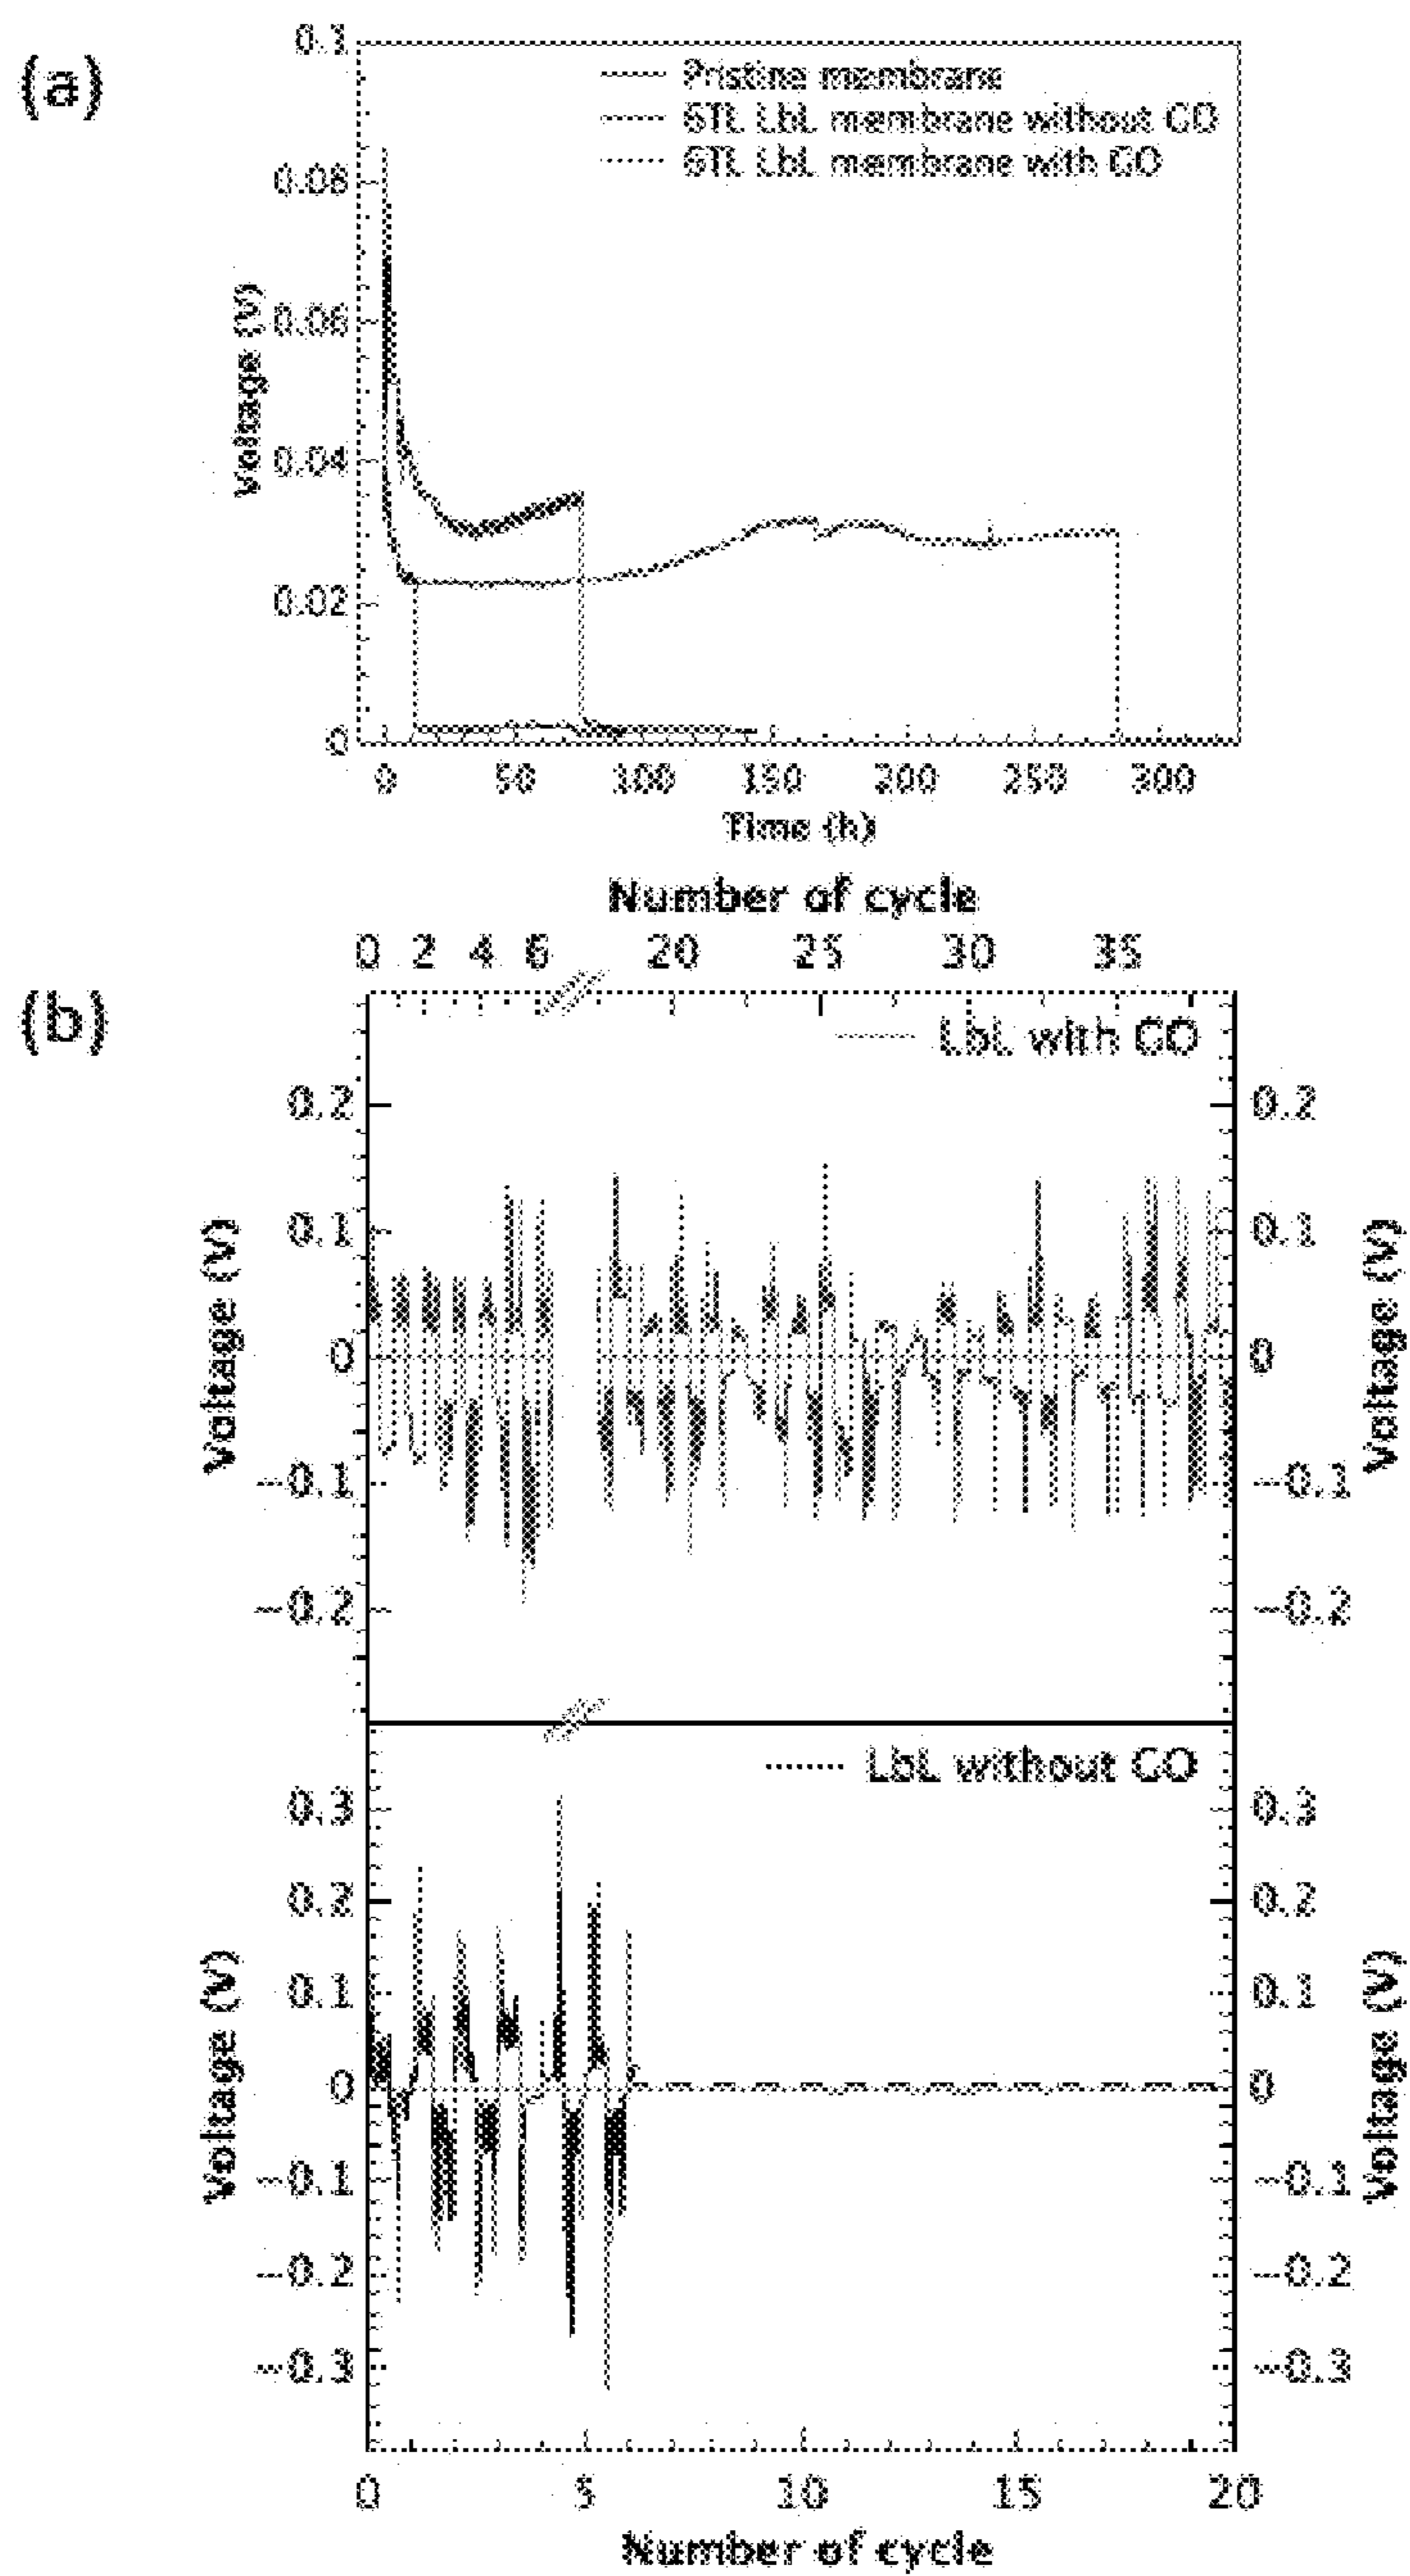 (a)
0.1
0.08
0.06
0.04
0.02
0
Voltage (V)
Pristine membrane
6TL LbL membrane without GO
6TL LbL membrane with GO
0 50 100 150 200 250 300
Time (h)
(b)
Number of cycle
0 2 4 6 20 25 30 35
LbL with GO
0.2 0.2
0.1 0.1
0 0
−0.1 −0.1
−0.2 −0.2
Voltage (V) Voltage (V)
LbL without GO
0.3 0.3
0.2 0.2
0.1 0.1
0 0
−0.1 −0.1
−0.2 −0.2
−0.3 −0.3
Voltage (V) Voltage (V)
0 5 10 15 20
Number of cycle